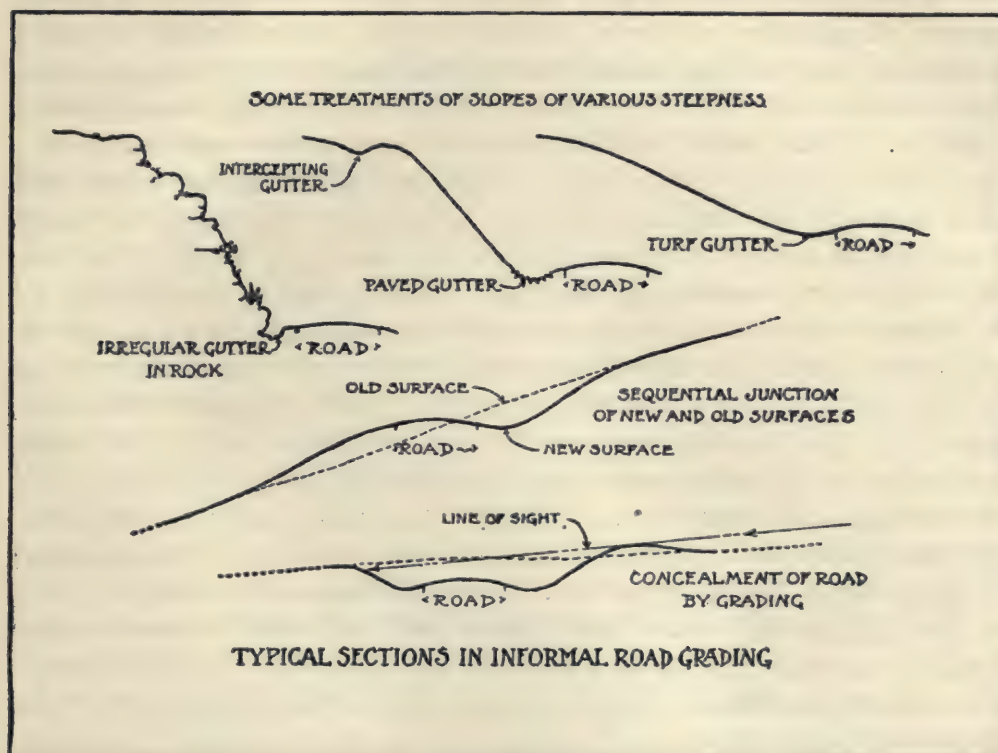 SOME TREATMENTS OF SLOPES OF VARIOUS STEEPNESS
INTERCEPTING
GUTTER
TURF GUTTER
ROAD
PAVED GUTTER
ROAD
IRREGULAR GUTTER
IN ROCK
ROAD
OLD SURFACE
SEQUENTIAL JUNCTION
OF NEW AND OLD SURFACES
ROAD
NEW SURFACE
LINE OF SIGHT
CONCEALMENT OF ROAD
BY GRADING
ROAD
TYPICAL SECTIONS IN INFORMAL ROAD GRADING